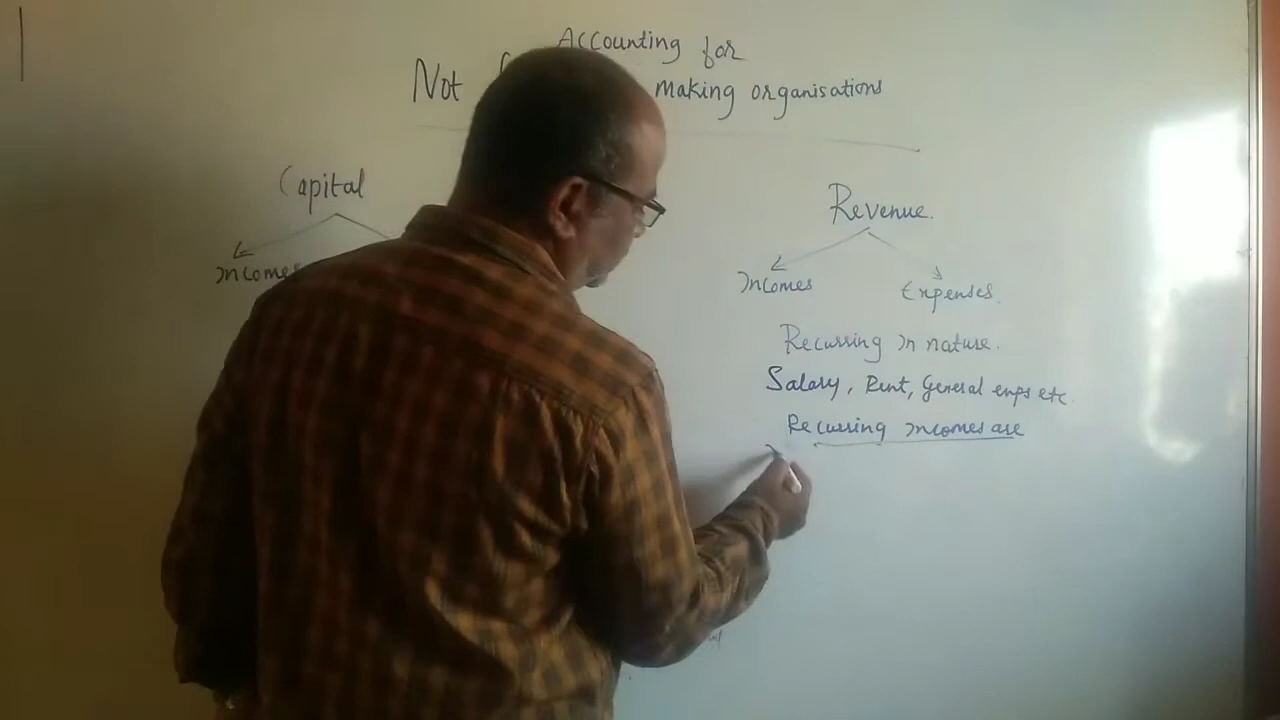 Accounting for
Not making organisations
Capital
Revenue.
Incomes
Incomes
Expenses.
Recurring in nature.
Salary, Rent, General exps etc.
Recurring incomes are